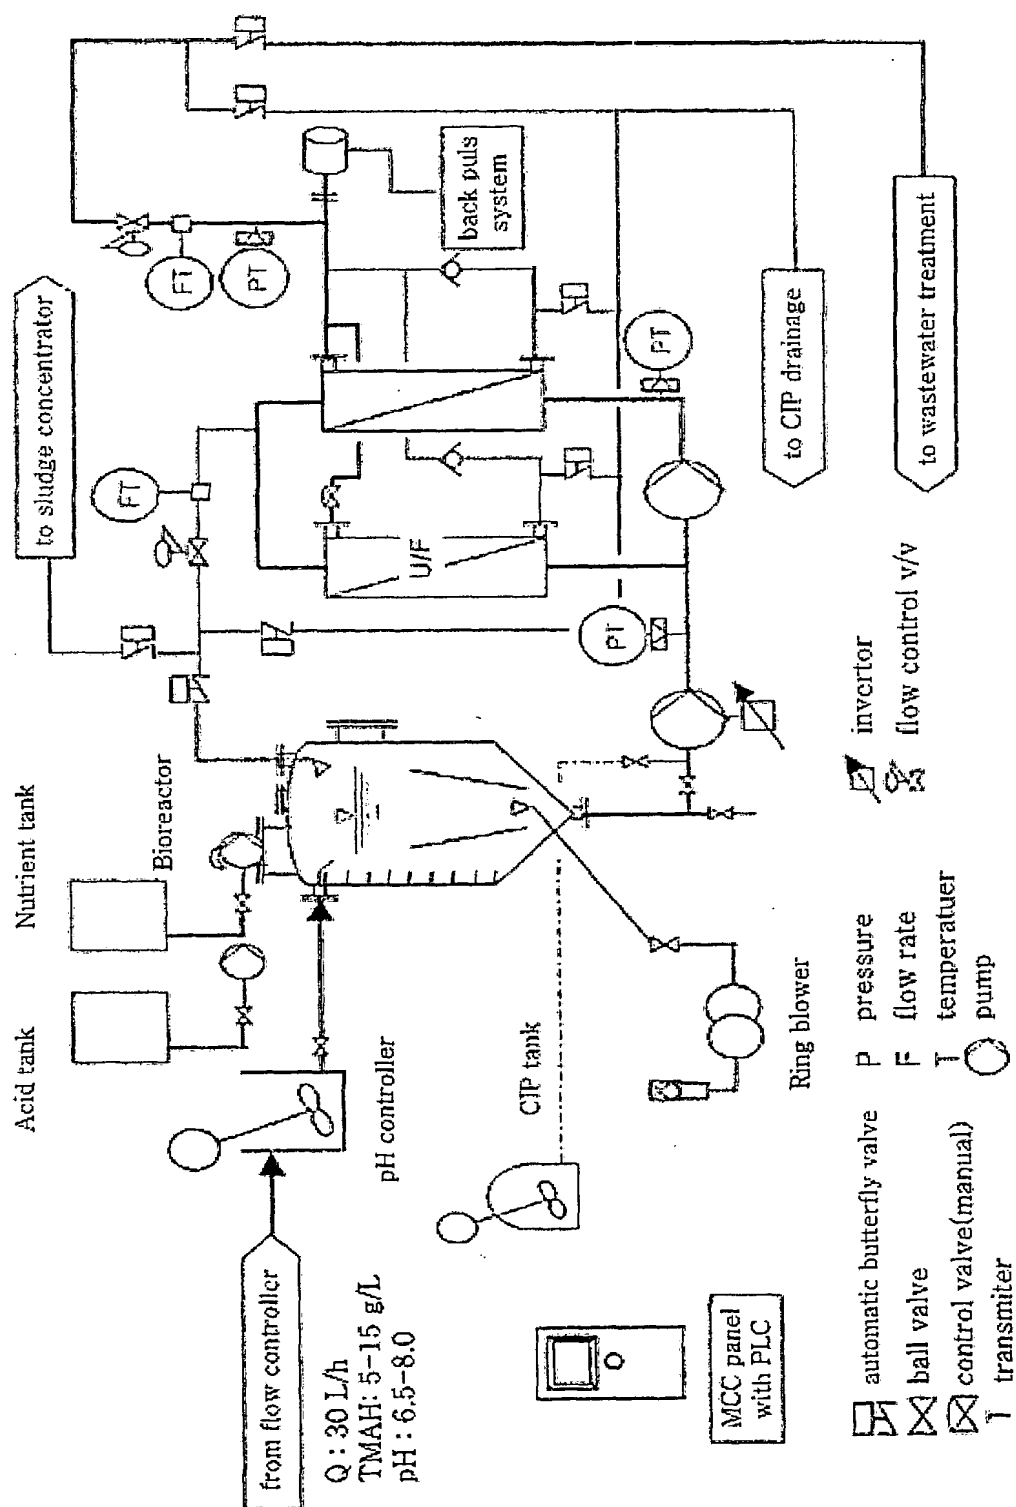 Acid tank
Nutrient tank
to sludge concentrator
from flow controller
Q : 30 L/h
TMAH: 5-15 g/L
pH : 6.5-8.0
pH controller
Bioreactor
FT
FT
PT
U/F
back puls
system
CIP tank
PT
PT
Ring blower
to CIP drainage
to wastewater treatment
MCC panel
with PLC
automatic butterfly valve
ball valve
control valve(manual)
T transmiter
P pressure
F flow rate
T temperatuer
pump
invertor
flow control v/v